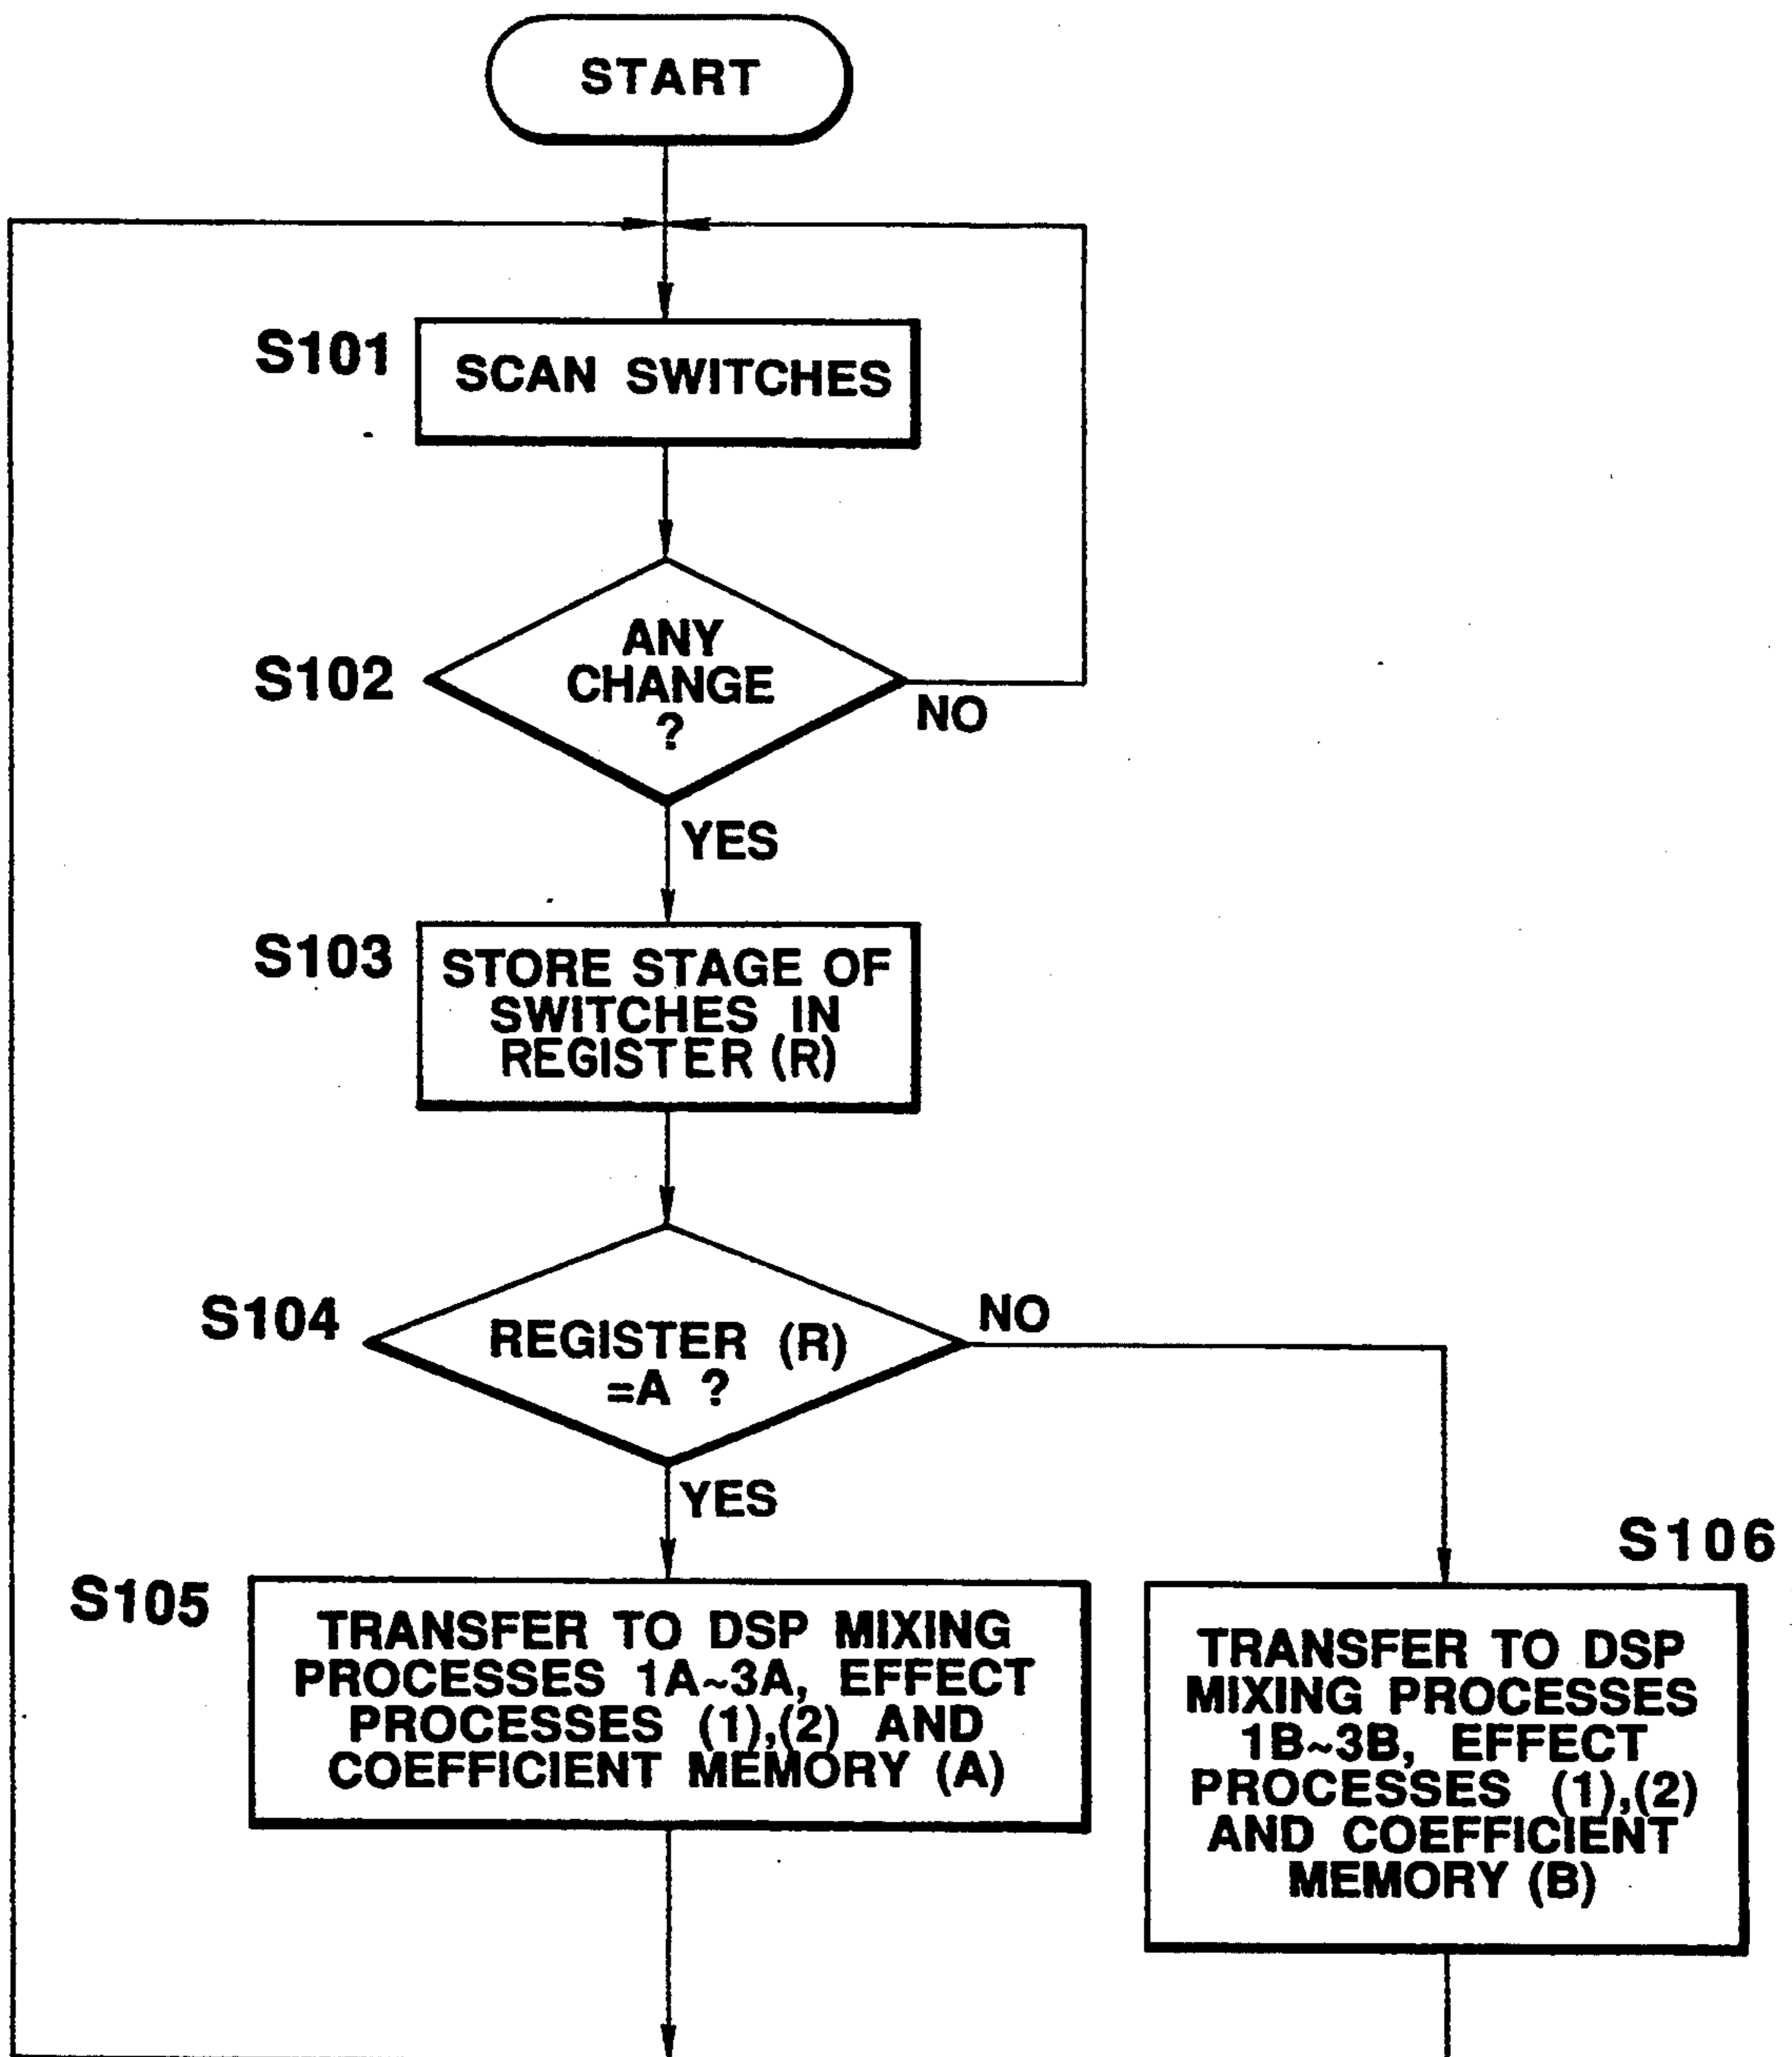 START
S101
SCAN SWITCHES
S102
ANY
CHANGE
?
NO
YES
S103
STORE STAGE OF
SWITCHES IN
REGISTER (R)
S104
REGISTER (R)
=A ?
NO
YES
S105
TRANSFER TO DSP MIXING
PROCESSES 1A~3A, EFFECT
PROCESSES (1),(2) AND
COEFFICIENT MEMORY (A)
S106
TRANSFER TO DSP
MIXING PROCESSES
1B~3B, EFFECT
PROCESSES (1),(2)
AND COEFFICIENT
MEMORY (B)